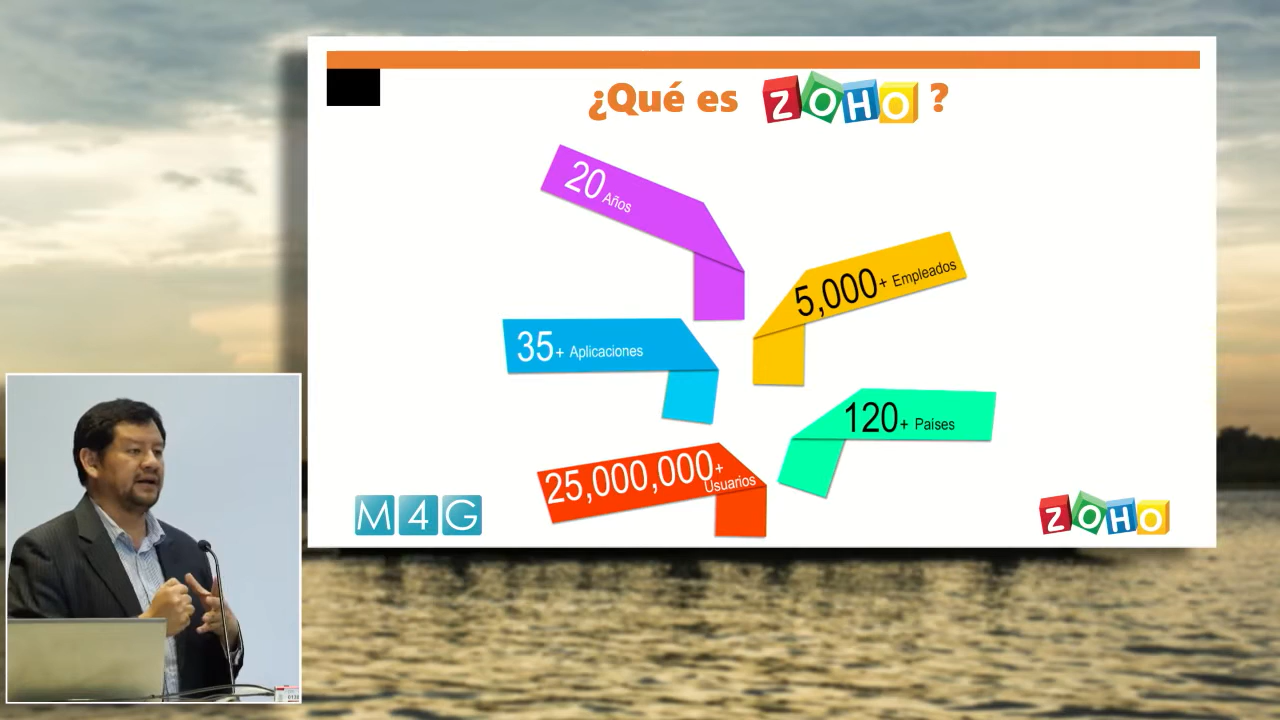 ¿Qué es ZOHO ?
20 Años
5,000+ Empleados
35+ Aplicaciones
120+ Países
25,000,000+
Usuarios
M4G
ZOHO